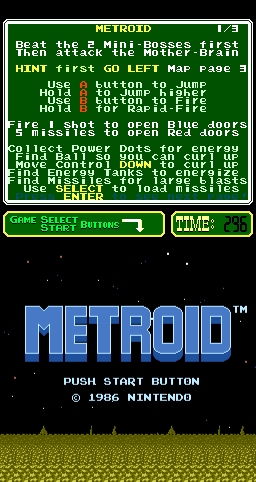 METROID 1/3
Beat the 2 Mini-Bosses first
Then attack the Mother-Brain
HINT first GO LEFT Map page 3
Use A button to Jump
Hold A to Jump higher
Use B button to Fire
Hold B for Rapid-Fire
Fire 1 shot to open Blue doors
5 missiles to open Red doors
Collect Power Dots for energy
Find Ball so you can curl up
Move Control DOWN to curl up
Find Energy Tanks to energize
Find Missiles for large blasts
Use SELECT to load missiles
ENTER
GAME SELECT
START BUTTONS
TIME: 296
METROID™
PUSH START BUTTON
© 1986 NINTENDO